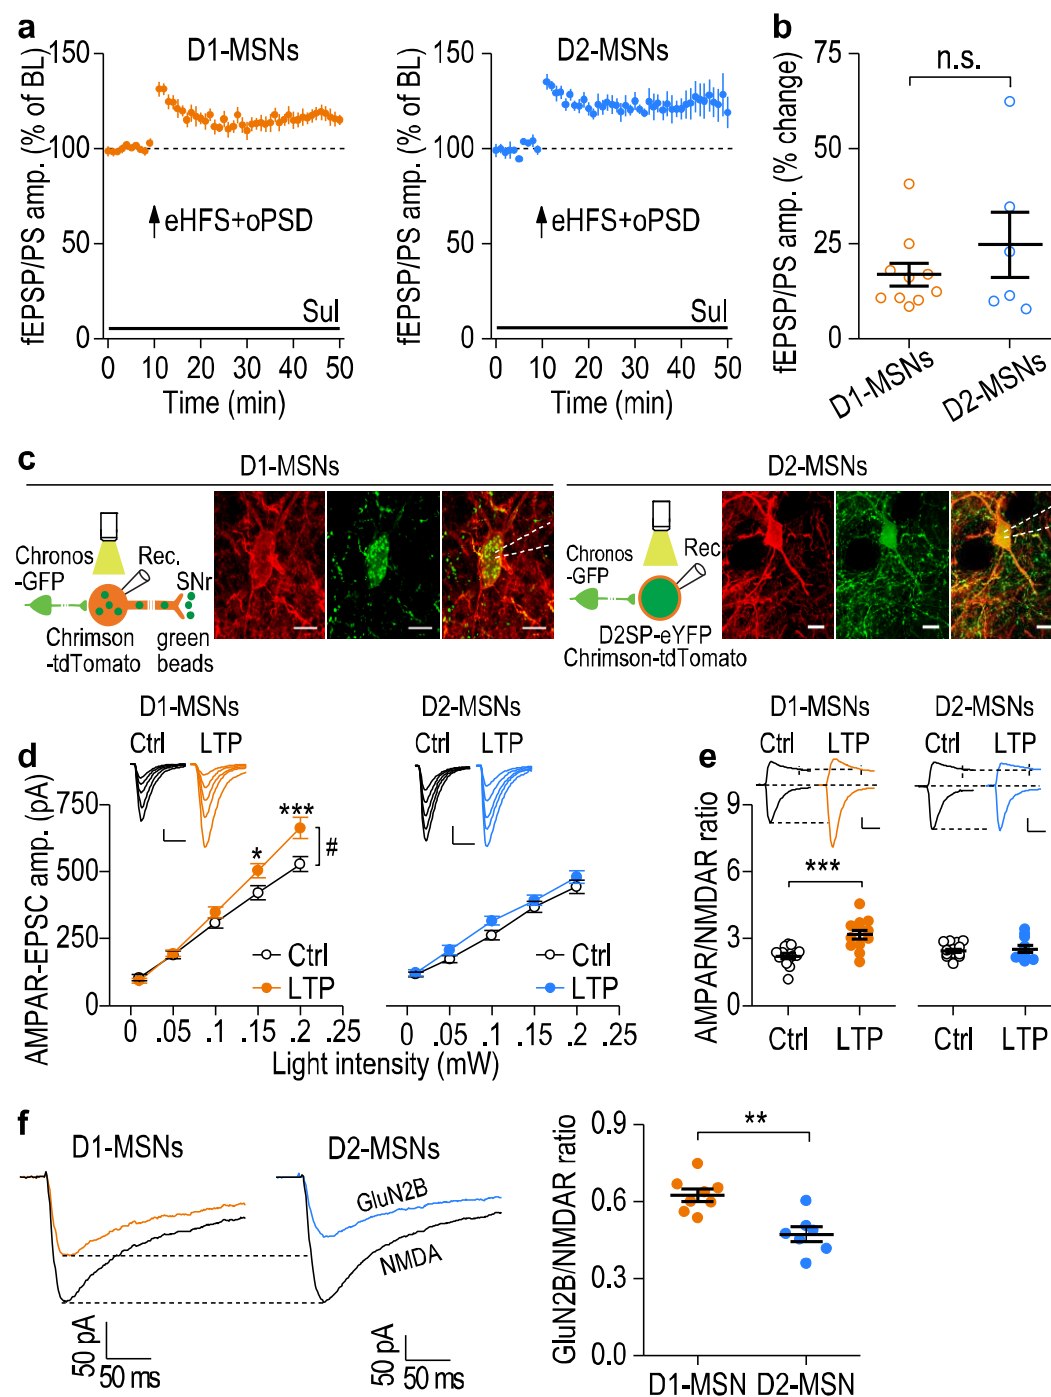 a
D1-MSNs
D2-MSNs
fEPSP/PS amp. (% of BL)
150
100
50
0
eHFS+oPSD
Sul
0 10 20 30 40 50
Time (min)
fEPSP/PS amp. (% of BL)
150
100
50
0
eHFS+oPSD
Sul
0 10 20 30 40 50
Time (min)
b
fEPSP/PS amp. (% change)
75
50
25
0
n.s.
D1-MSNs
D2-MSNs
c
D1-MSNs
D2-MSNs
Chronos
-GFP
Rec.
SNr
Chrimson
-tdTomato
green
beads
Chronos
-GFP
Rec
D2SP-eYFP
Chrimson-tdTomato
d
D1-MSNs
D2-MSNs
Ctrl LTP
Ctrl LTP
AMPAR-EPSC amp. (pA)
750
500
250
0
***
*
#
Ctrl
LTP
Ctrl
LTP
0 .05 .1 .15 .2 .25
0 .05 .1 .15 .2 .25
Light intensity (mW)
e
D1-MSNs
D2-MSNs
Ctrl LTP
Ctrl LTP
AMPAR/NMDAR ratio
9
6
3
0
***
Ctrl LTP
Ctrl LTP
f
D1-MSNs
D2-MSNs
GluN2B
NMDA
50 pA
50 ms
50 pA
50 ms
GluN2B/NMDAR ratio
0.9
0.6
0.3
0.0
**
D1-MSN D2-MSN